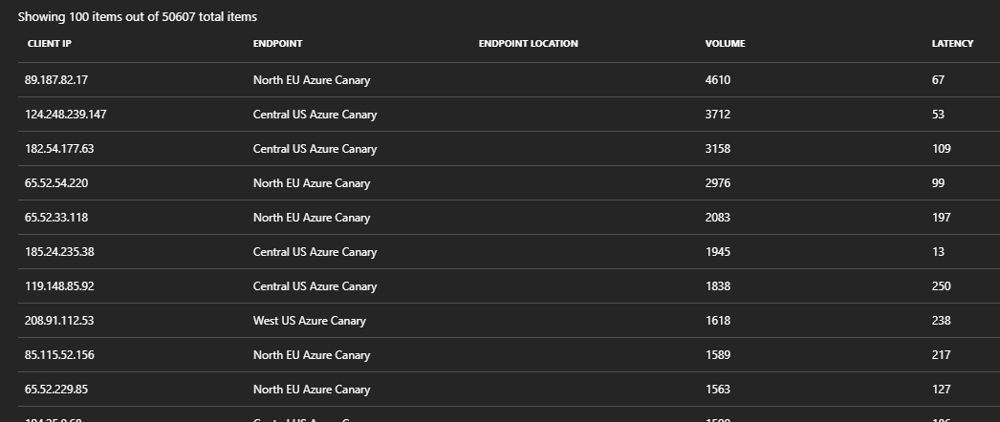 Showing 100 items out of 50607 total items
CLIENT IP ENDPOINT ENDPOINT LOCATION VOLUME LATENCY
89.187.82.17 North EU Azure Canary 4610 67
124.248.239.147 Central US Azure Canary 3712 53
182.54.177.63 Central US Azure Canary 3158 109
65.52.54.220 North EU Azure Canary 2976 99
65.52.33.118 North EU Azure Canary 2083 197
185.24.235.38 Central US Azure Canary 1945 13
119.148.85.92 Central US Azure Canary 1838 250
208.91.112.53 West US Azure Canary 1618 238
85.115.52.156 North EU Azure Canary 1589 217
65.52.229.85 North EU Azure Canary 1563 127